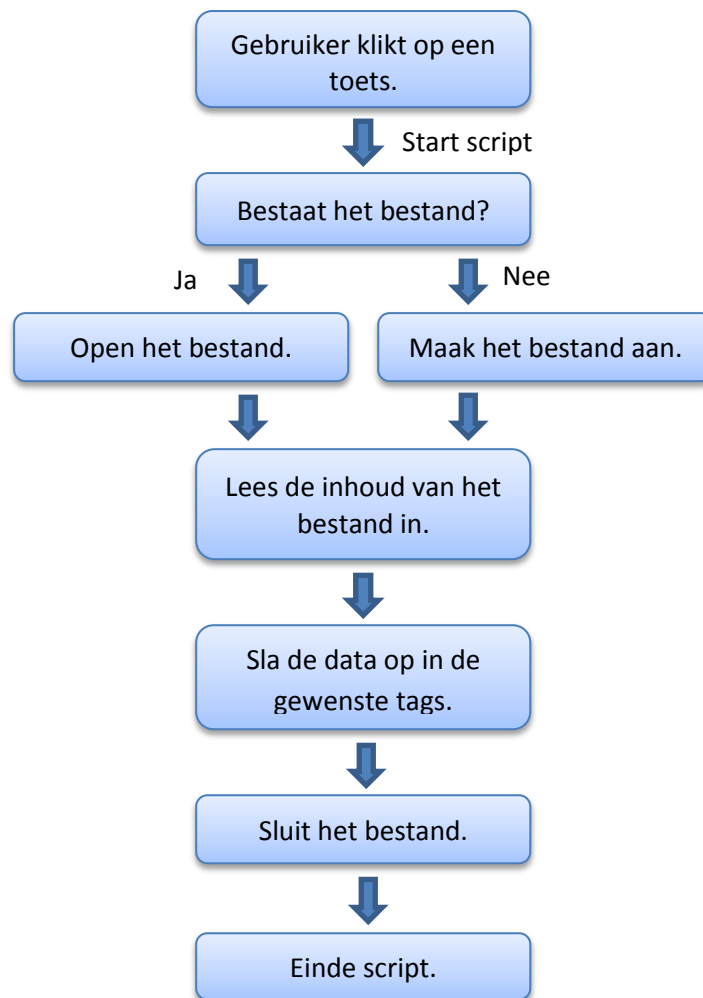 Gebruiker klikt op een
toets.
Start script
Bestaat het bestand?
Ja
Nee
Open het bestand.
Maak het bestand aan.
Lees de inhoud van het
bestand in.
Sla de data op in de
gewenste tags.
Sluit het bestand.
Einde script.